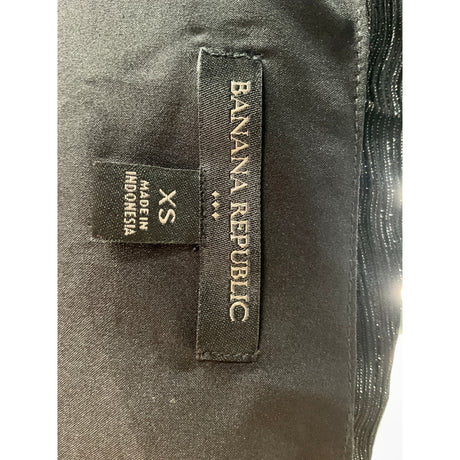 BANANA REPUBLIC
XS
MADE IN
INDONESIA